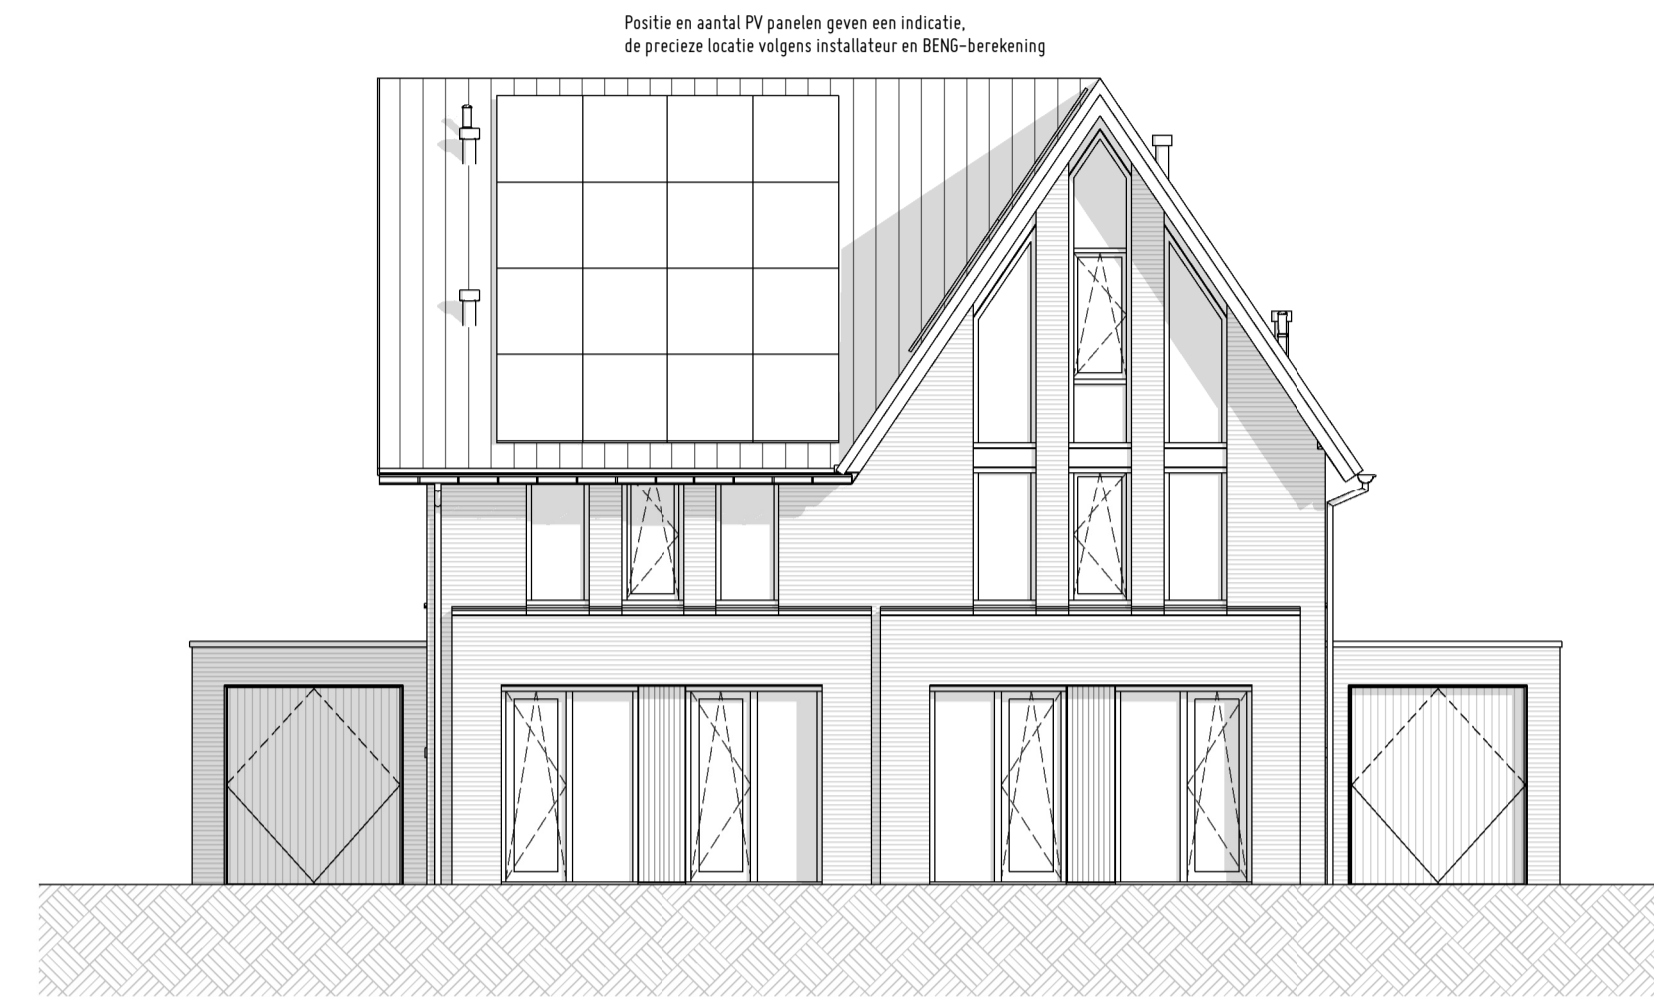 Positie en aantal PV panelen geven een indicatie,
de precieze locatie volgens installateur en BENG-berekening